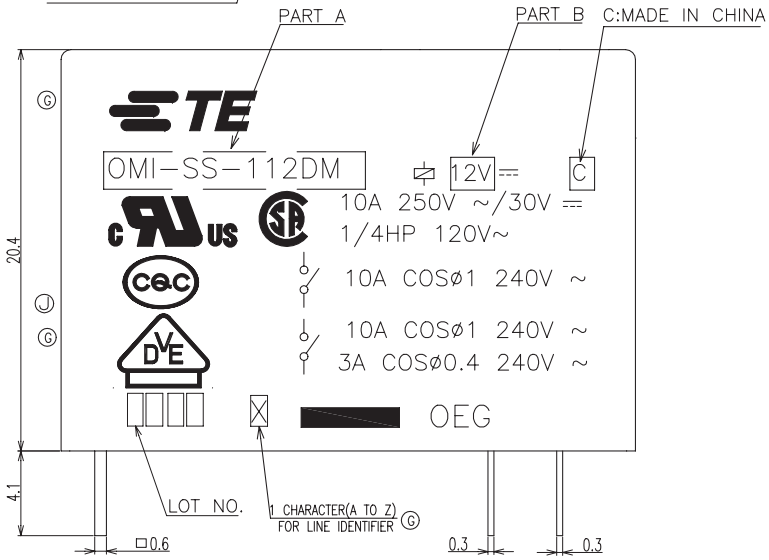 PART A
PART B C:MADE IN CHINA
G
TE
OMI-SS-112DM 12V ⎓ C
c RU US SA 10A 250V ~/30V ⎓
1/4HP 120V~
CQC 10A COSø1 240V ~
20.4
J
G
DVE 10A COSø1 240V ~
3A COSø0.4 240V ~
X OEG
4.1
LOT NO.
1 CHARACTER(A TO Z)
FOR LINE IDENTIFIER G
□0.6 0.3 0.3